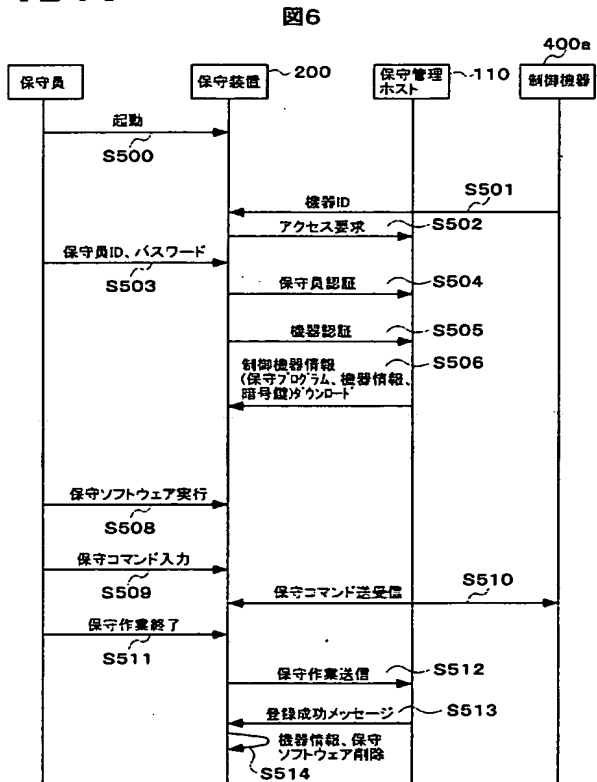 図6
400a
保守員
保守装置
200
保守管理
ホスト
110
制御機器
起動
S500
S501
機器ID
アクセス要求
S502
保守員ID、パスワード
S503
保守員認証
S504
機器認証
S505
制御機器情報
(保守プログラム、機器情報、
暗号鍵)ダウンロード
S506
保守ソフトウェア実行
S508
保守コマンド入力
S509
保守コマンド送受信
S510
保守作業終了
S511
保守作業送信
S512
登録成功メッセージ
S513
機器情報、保守
ソフトウェア削除
S514